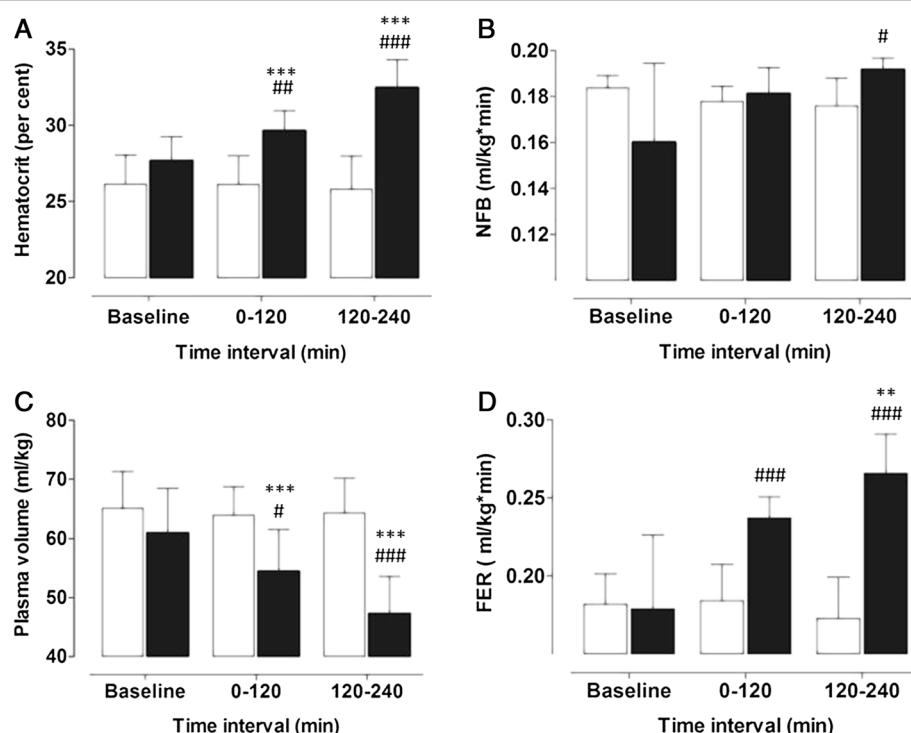 A
Hematocrit (per cent)
35
30
25
20
***
##
***
###
Baseline
0-120
120-240
Time interval (min)
B
NFB (ml/kg*min)
0.20
0.18
0.16
0.14
0.12
#
Baseline
0-120
120-240
Time interval (min)
C
Plasma volume (ml/kg)
80
70
60
50
40
***
#
***
###
Baseline
0-120
120-240
Time interval (min)
D
FER ( ml/kg*min)
0.30
0.25
0.20
###
**
###
Baseline
0-120
120-240
Time interval (min)